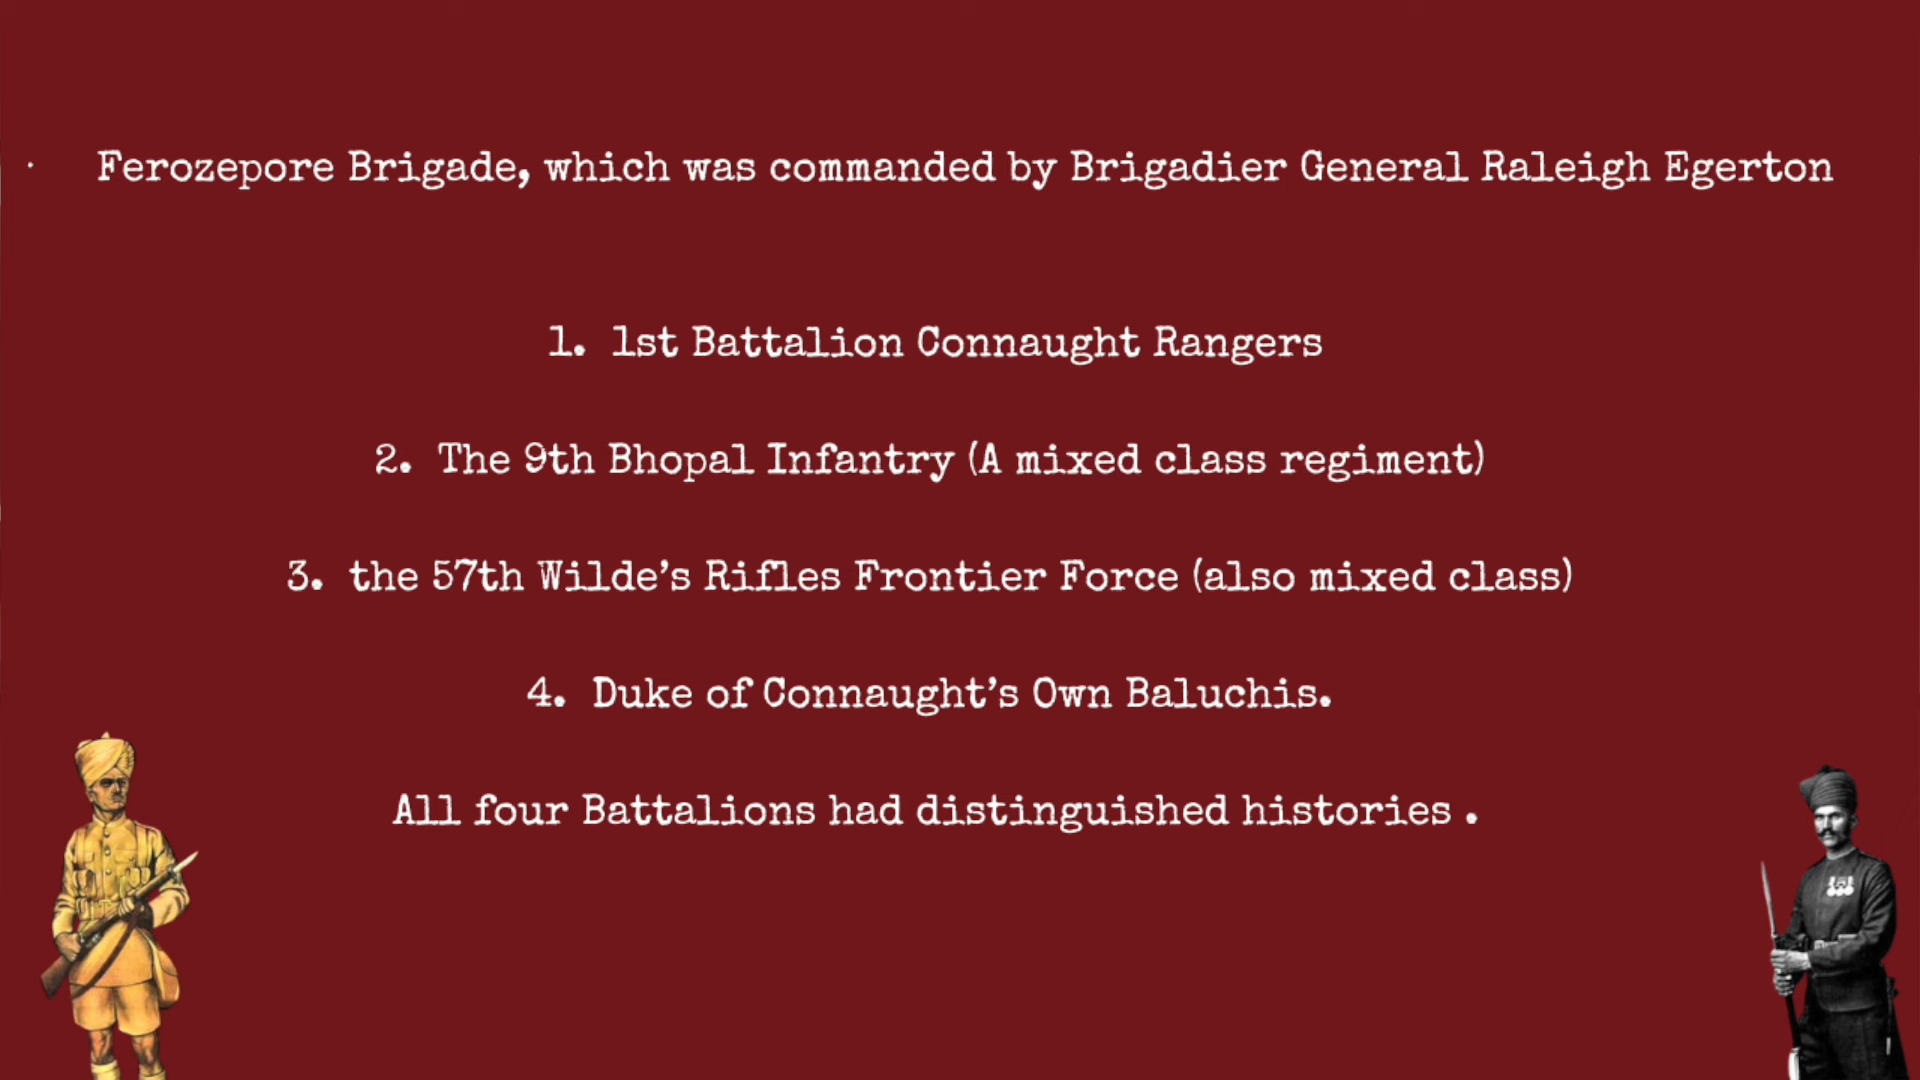 · Ferozepore Brigade, which was commanded by Brigadier General Raleigh Egerton
1. 1st Battalion Connaught Rangers
2. The 9th Bhopal Infantry (A mixed class regiment)
3. the 57th Wilde’s Rifles Frontier Force (also mixed class)
4. Duke of Connaught’s Own Baluchis.
All four Battalions had distinguished histories .